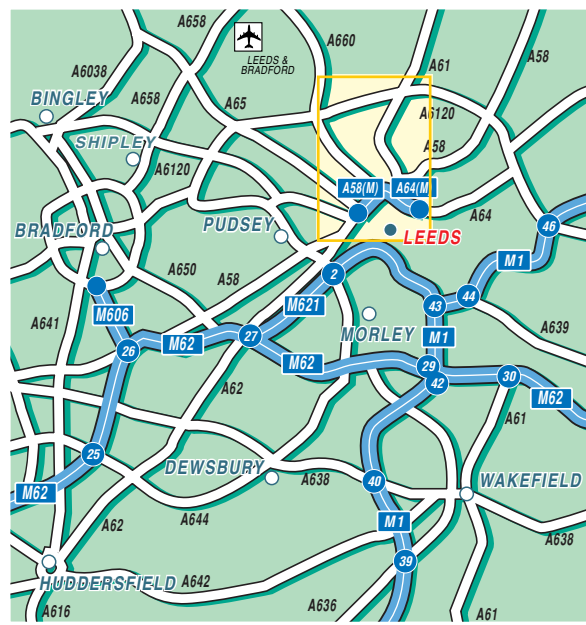 A658
A660
A58
A61
LEEDS &
BRADFORD
A6038
A658
A65
BINGLEY
A6120
SHIPLEY
A58
A6120
A58(M)
A64(M)
A64
PUDSEY
46
BRADFORD
LEEDS
M1
A650
A58
2
44
43
M621
M606
A641
MORLEY
A639
M1
27
26
M62
M62
29
42
30
A62
M62
A61
25
DEWSBURY
A638
40
WAKEFIELD
M62
A644
A62
M1
A638
39
HUDDERSFIELD
A642
A636
A616
A61